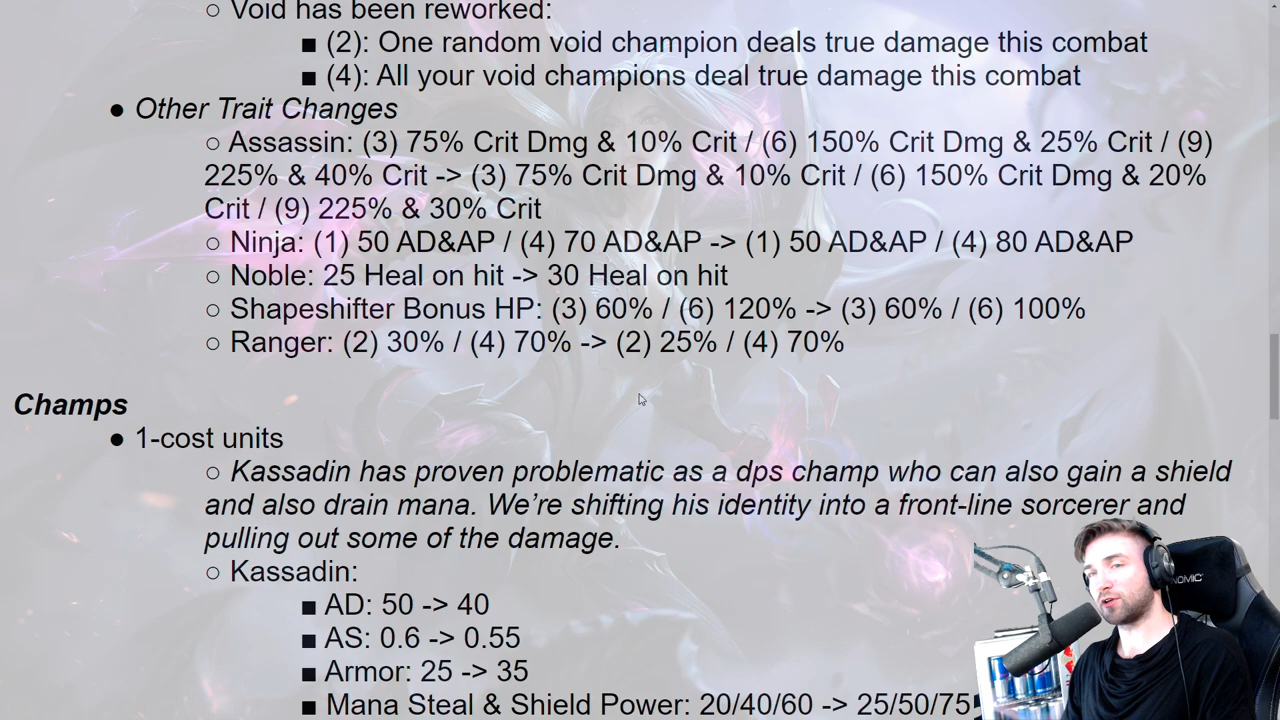 ○ Void has been reworked:
■ (2): One random void champion deals true damage this combat
■ (4): All your void champions deal true damage this combat
● Other Trait Changes
○ Assassin: (3) 75% Crit Dmg & 10% Crit / (6) 150% Crit Dmg & 25% Crit / (9)
225% & 40% Crit -> (3) 75% Crit Dmg & 10% Crit / (6) 150% Crit Dmg & 20%
Crit / (9) 225% & 30% Crit
○ Ninja: (1) 50 AD&AP / (4) 70 AD&AP -> (1) 50 AD&AP / (4) 80 AD&AP
○ Noble: 25 Heal on hit -> 30 Heal on hit
○ Shapeshifter Bonus HP: (3) 60% / (6) 120% -> (3) 60% / (6) 100%
○ Ranger: (2) 30% / (4) 70% -> (2) 25% / (4) 70%
Champs
● 1-cost units
○ Kassadin has proven problematic as a dps champ who can also gain a shield
and also drain mana. We’re shifting his identity into a front-line sorcerer and
pulling out some of the damage.
○ Kassadin:
■ AD: 50 -> 40
■ AS: 0.6 -> 0.55
■ Armor: 25 -> 35
■ Mana Steal & Shield Power: 20/40/60 -> 25/50/75